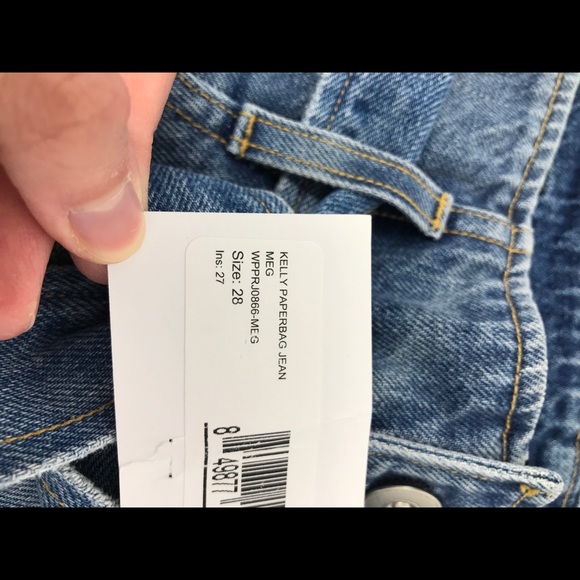 KELLY PAPERBAG JEAN
MEG
WPPRJ0866-MEG
Size: 28
Ins: 27
8 49877